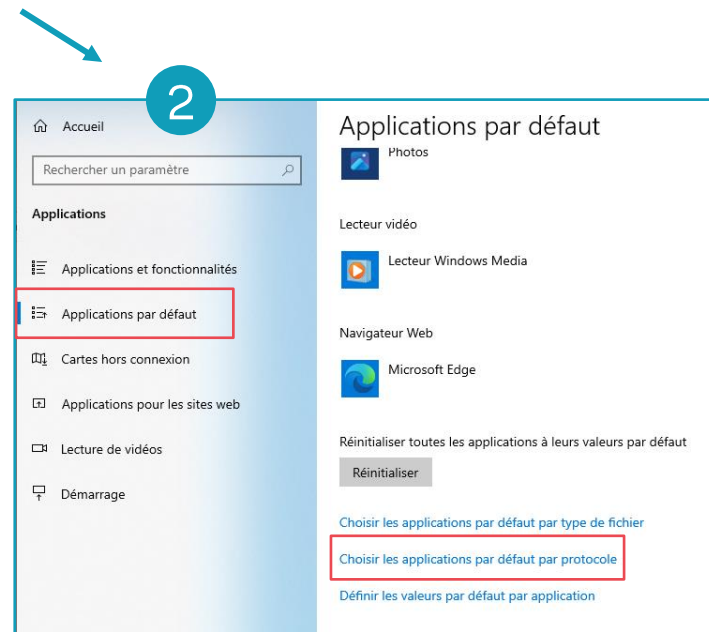 2
Accueil
Rechercher un paramètre
Applications
Applications et fonctionnalités
Applications par défaut
Cartes hors connexion
Applications pour les sites web
Lecture de vidéos
Démarrage
Applications par défaut
Photos
Lecteur vidéo
Lecteur Windows Media
Navigateur Web
Microsoft Edge
Réinitialiser toutes les applications à leurs valeurs par défaut
Réinitialiser
Choisir les applications par défaut par type de fichier
Choisir les applications par défaut par protocole
Définir les valeurs par défaut par application